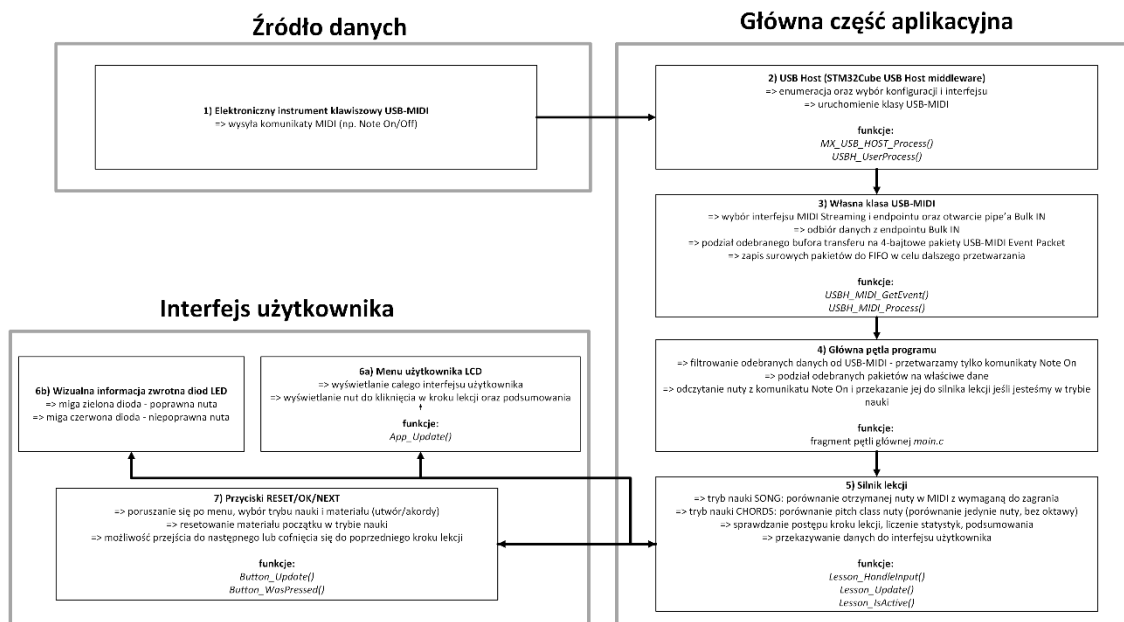 Źródło danych
1) Elektroniczny instrument klawiszowy USB-MIDI
=> wysyła komunikaty MIDI (np. Note On/Off)
Główna część aplikacyjna
2) USB Host (STM32Cube USB Host middleware)
=> enumeracja oraz wybór konfiguracji i interfejsu
=> uruchomienie klasy USB-MIDI
funkcje:
MX_USB_HOST_Process()
USBH_UserProcess()
3) Własna klasa USB-MIDI
=> wybór interfejsu MIDI Streaming i endpointu oraz otwarcie pipe'a Bulk IN
=> odbiór danych z endpointu Bulk IN
=> podział odebranego bufora transferu na 4-bajtowe pakiety USB-MIDI Event Packet
=> zapis surowych pakietów do FIFO w celu dalszego przetwarzania
funkcje:
USBH_MIDI_GetEvent()
USBH_MIDI_Process()
4) Główna pętla programu
=> filtrowanie odebranych danych od USB-MIDI - przetwarzamy tylko komunikaty Note On
=> podział odebranych pakietów na właściwe dane
=> odczytanie nuty z komunikatu Note On i przekazanie jej do silnika lekcji jeśli jesteśmy w trybie
nauki
funkcje:
fragment pętli głównej main.c
5) Silnik lekcji
=> tryb nauki SONG: porównanie otrzymanej nuty w MIDI z wymaganą do zagrania
=> tryb nauki CHORDS: porównanie pitch class nuty (porównanie jedynie nuty, bez oktawy)
=> sprawdzanie postępu kroku lekcji, liczenie statystyk, podsumowania
=> przekazywanie danych do interfejsu użytkownika
funkcje:
Lesson_HandleInput()
Lesson_Update()
Lesson_IsActive()
Interfejs użytkownika
6b) Wizualna informacja zwrotna diod LED
=> miga zielona dioda - poprawna nuta
=> miga czerwona dioda - niepoprawna nuta
6a) Menu użytkownika LCD
=> wyświetlanie całego interfejsu użytkownika
=> wyświetlanie nut do kliknięcia w kroku lekcji oraz podsumowania
funkcje:
App_Update()
7) Przyciski RESET/OK/NEXT
=> poruszanie się po menu, wybór trybu nauki i materiału (utwór/akordy)
=> resetowanie materiału początku w trybie nauki
=> możliwość przejścia do następnego lub cofnięcia się do poprzedniego kroku lekcji
funkcje:
Button_Update()
Button_WasPressed()